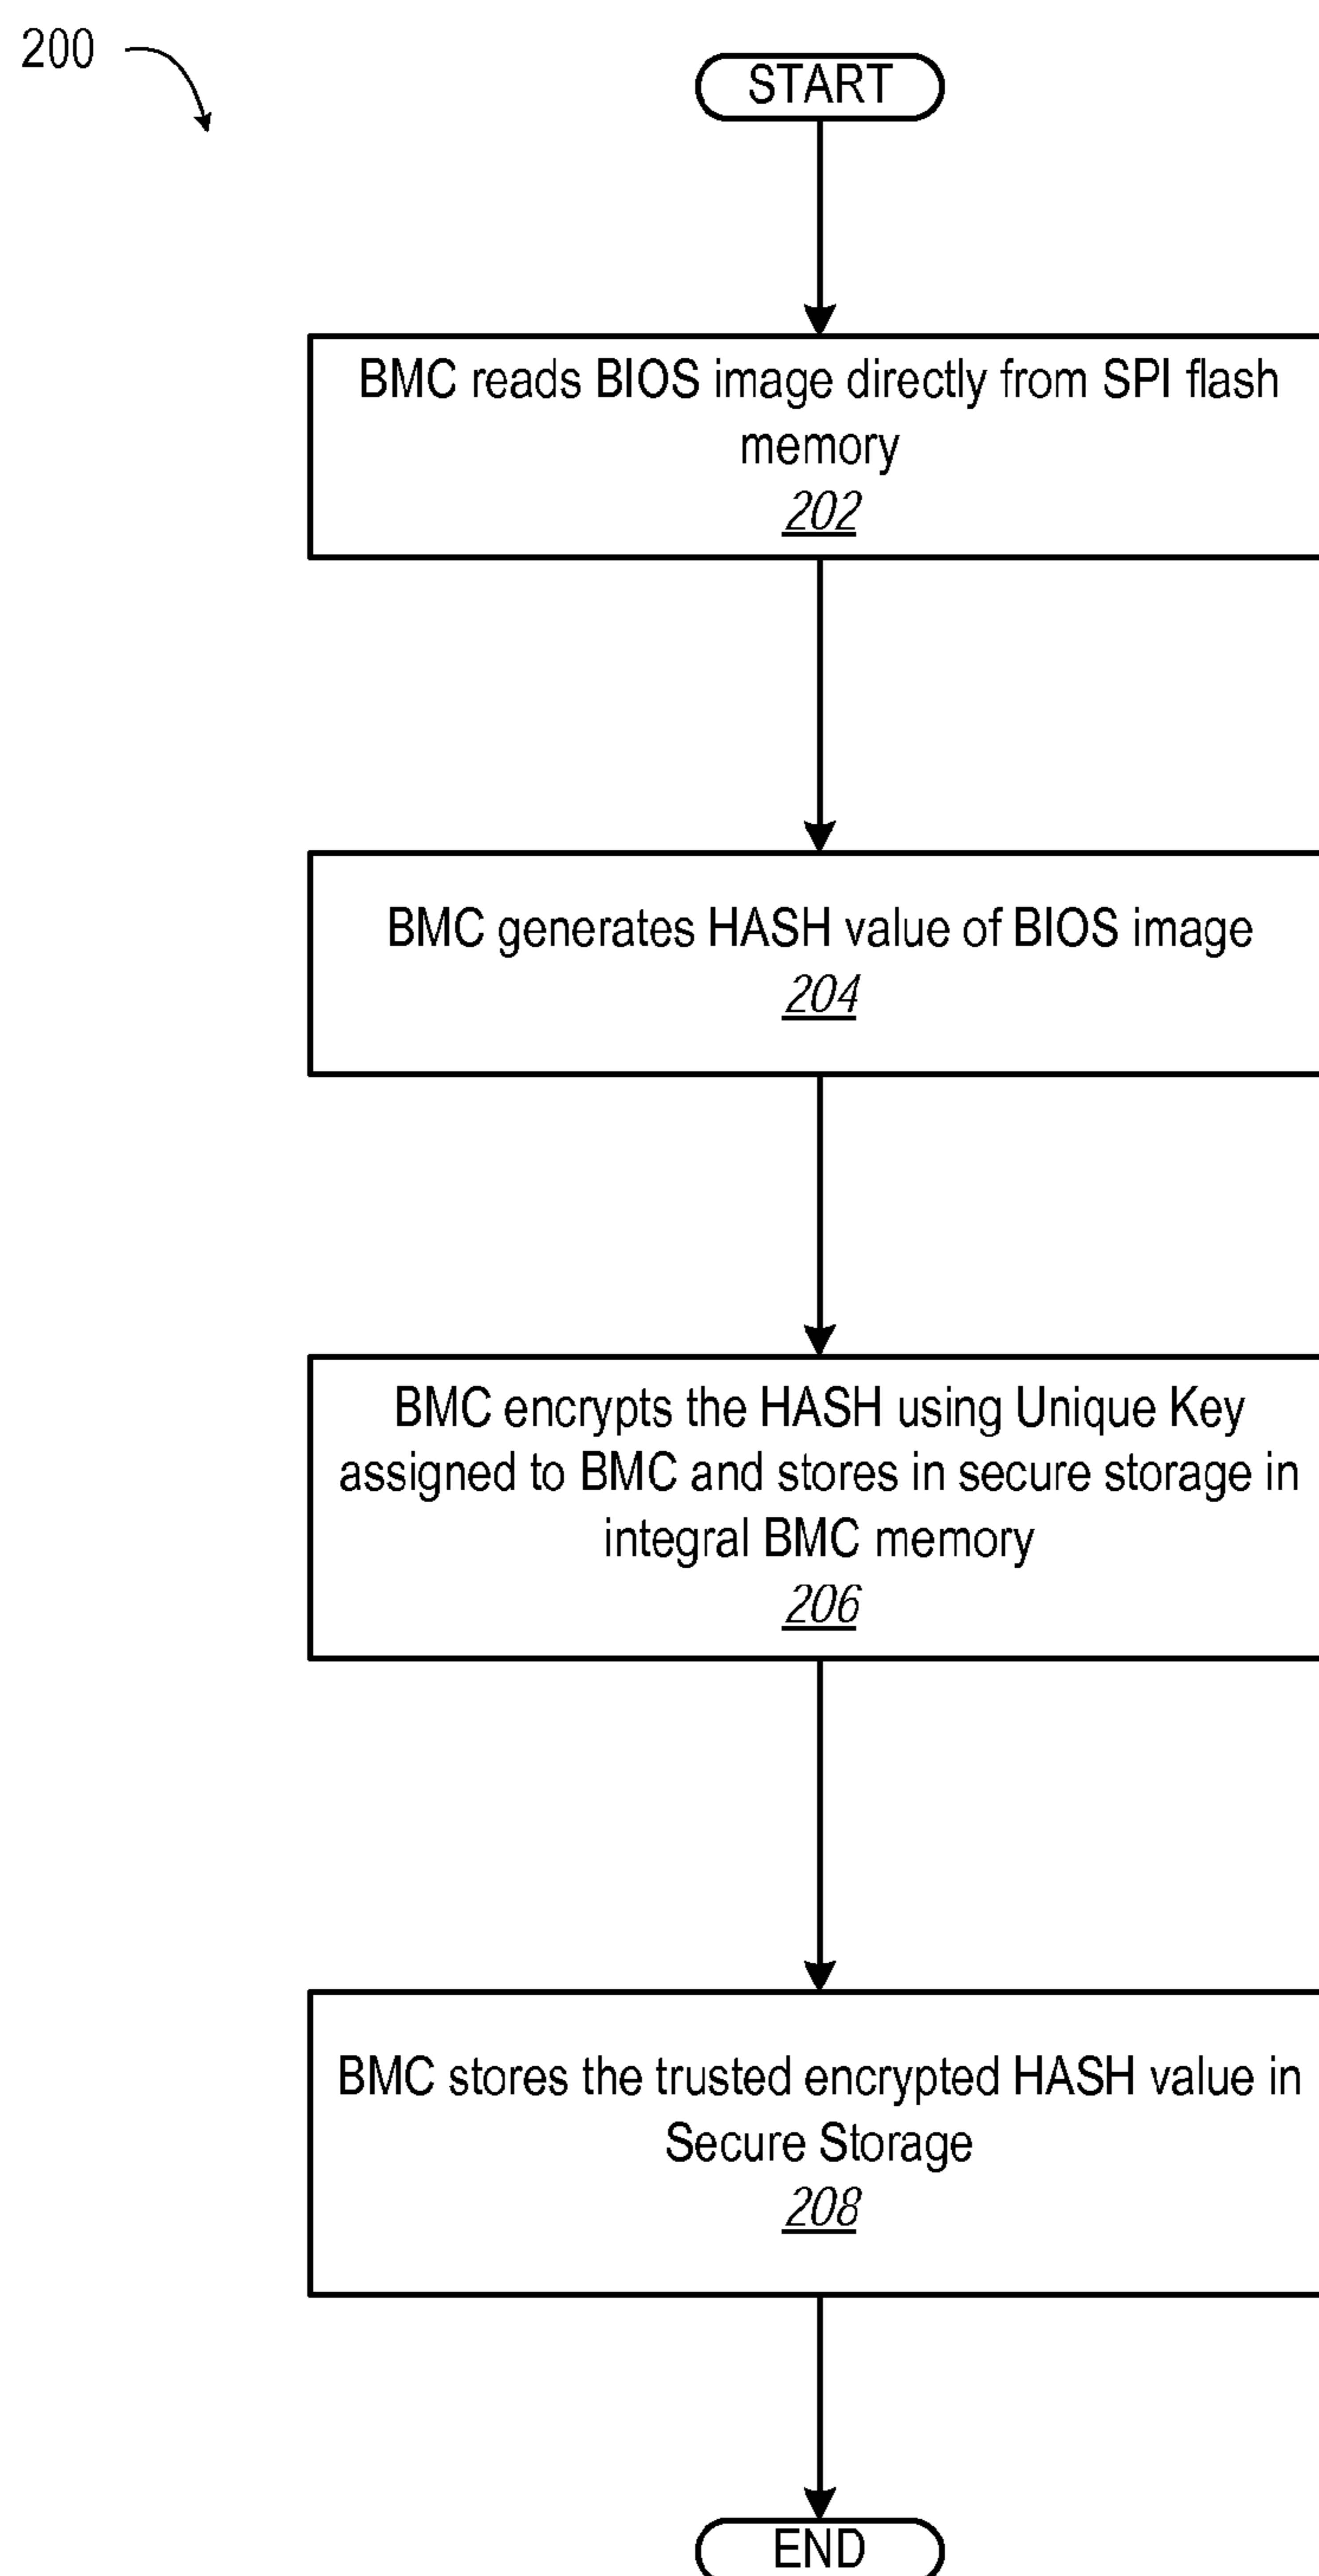 200
START
BMC reads BIOS image directly from SPI flash
memory
202
BMC generates HASH value of BIOS image
204
BMC encrypts the HASH using Unique Key
assigned to BMC and stores in secure storage in
integral BMC memory
206
BMC stores the trusted encrypted HASH value in
Secure Storage
208
END